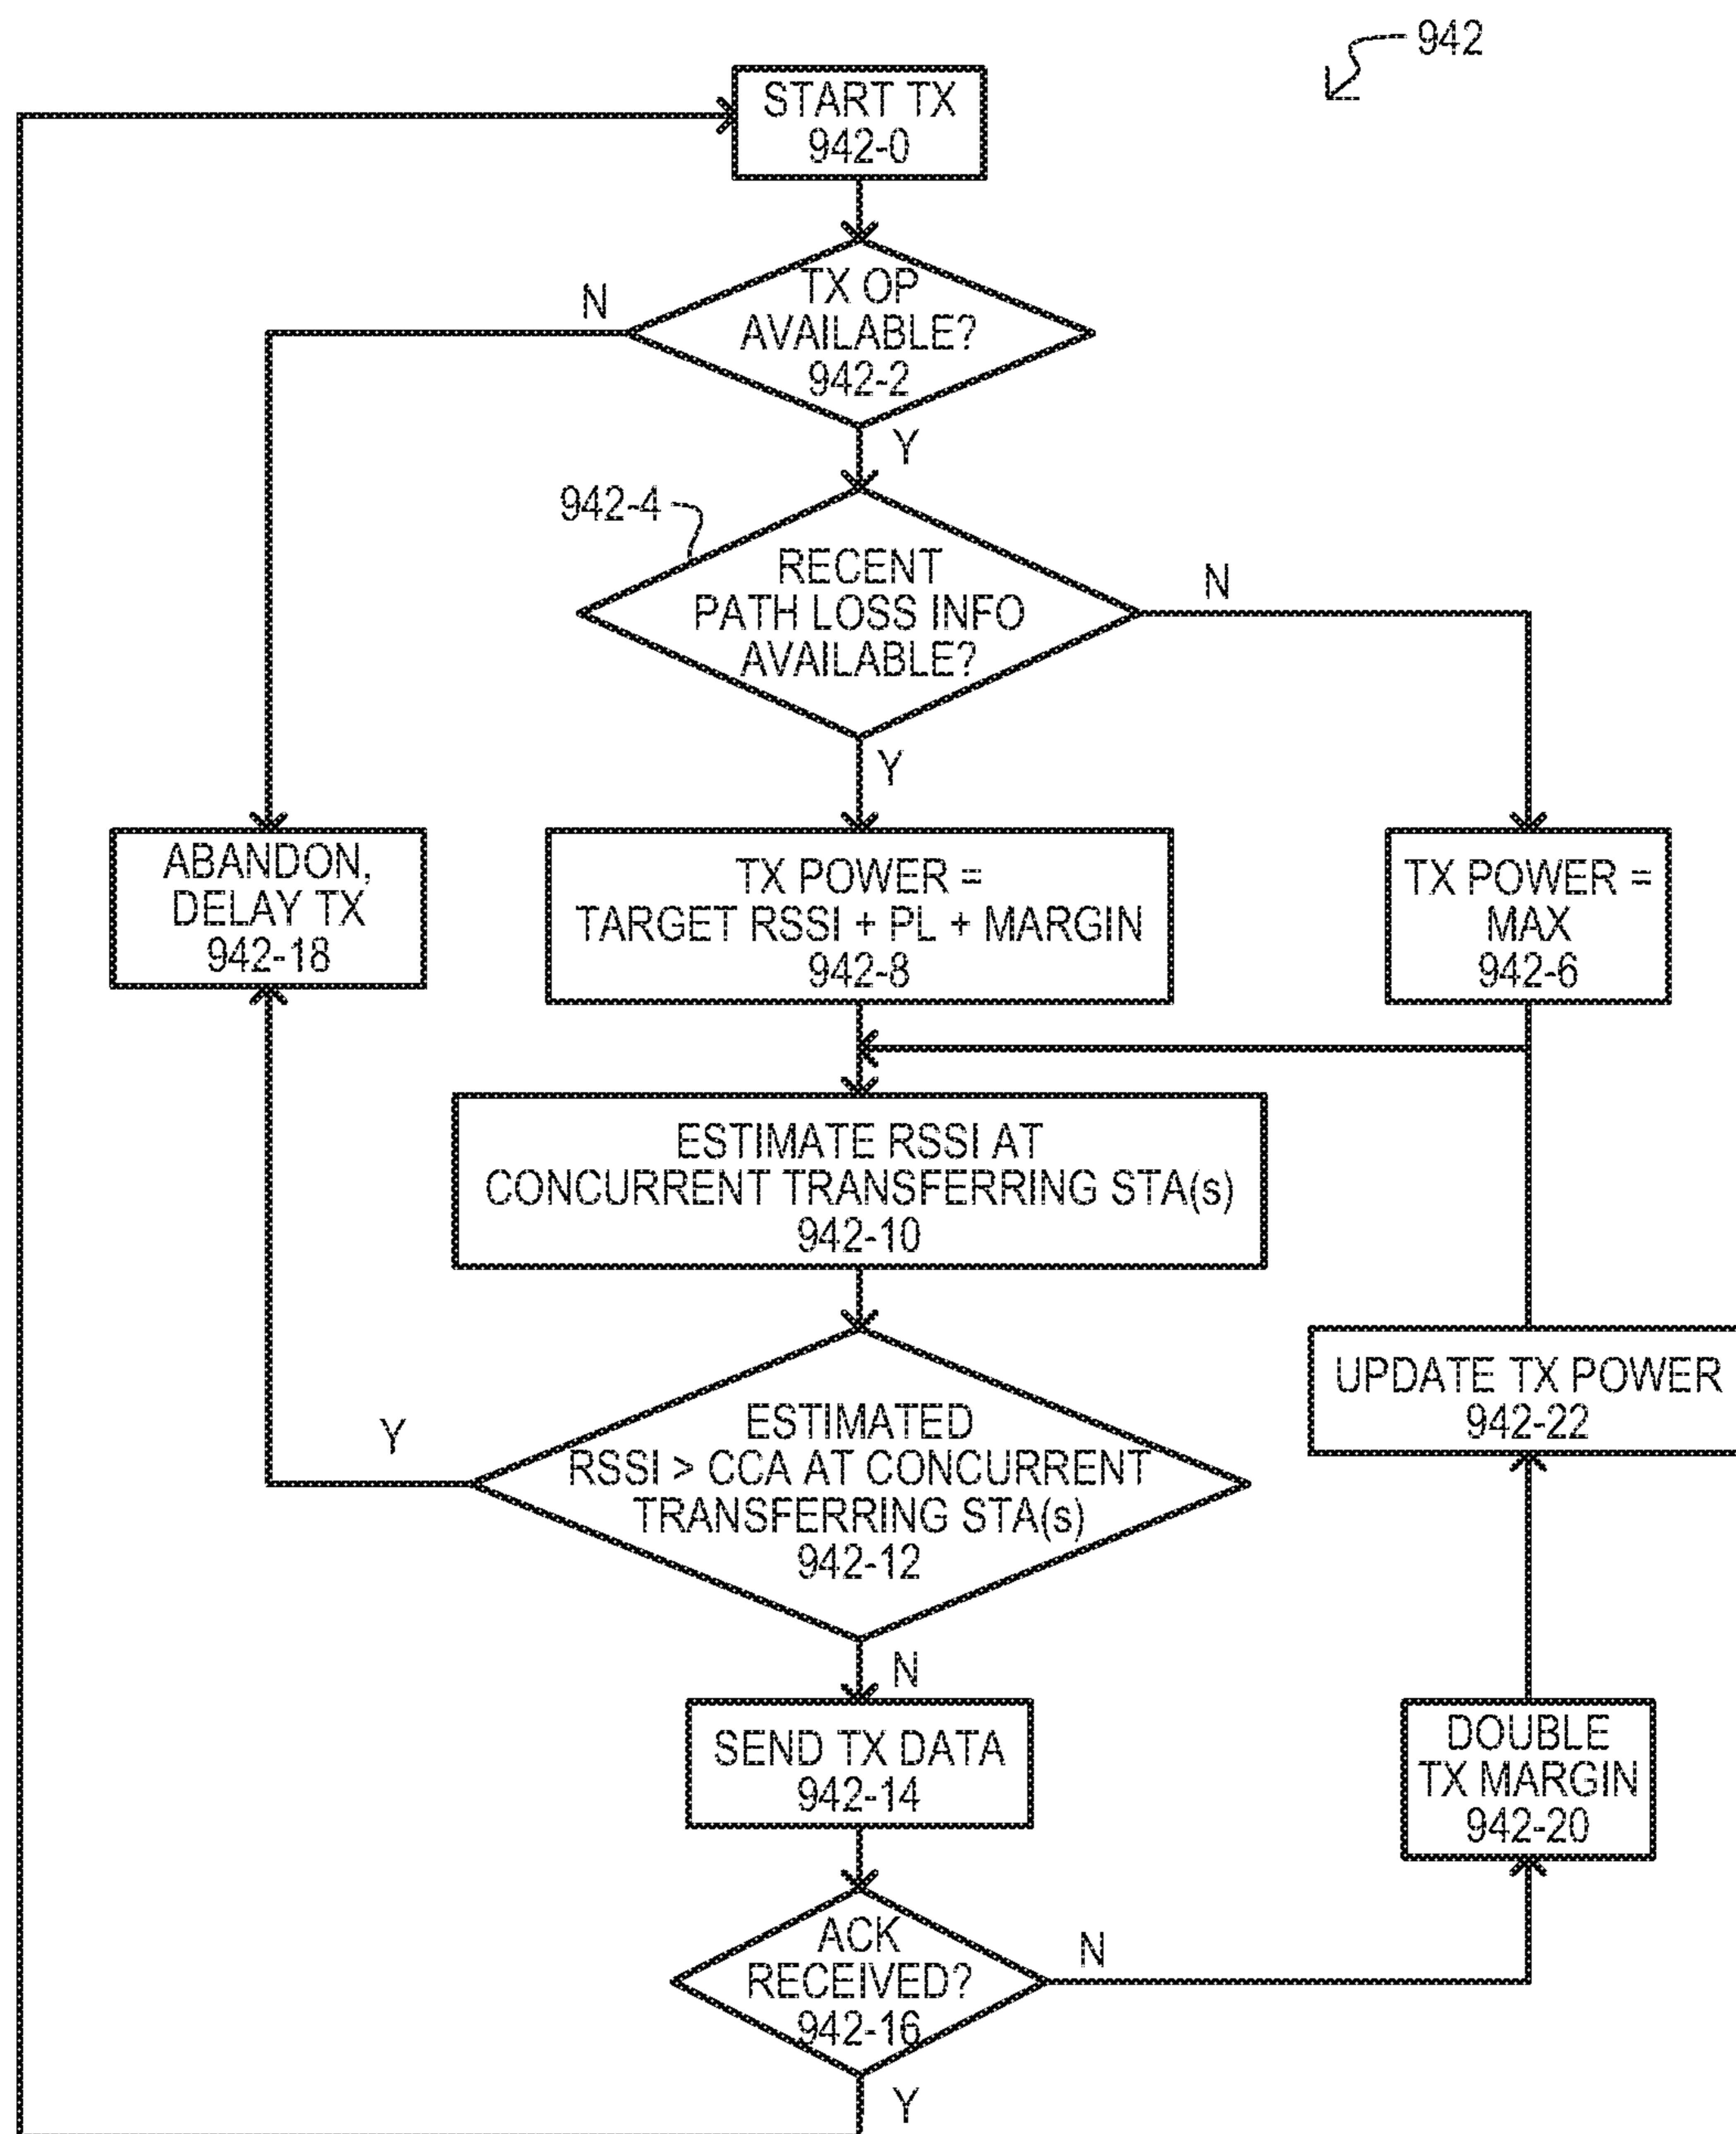 942
START TX
942-0
TX OP
AVAILABLE?
942-2
N
Y
942-4
RECENT
PATH LOSS INFO
AVAILABLE?
N
Y
ABANDON,
DELAY TX
942-18
TX POWER =
TARGET RSSI + PL + MARGIN
942-8
TX POWER =
MAX
942-6
ESTIMATE RSSI AT
CONCURRENT TRANSFERRING STA(s)
942-10
ESTIMATED
RSSI > CCA AT CONCURRENT
TRANSFERRING STA(s)
942-12
Y
N
UPDATE TX POWER
942-22
SEND TX DATA
942-14
DOUBLE
TX MARGIN
942-20
ACK
RECEIVED?
942-16
N
Y